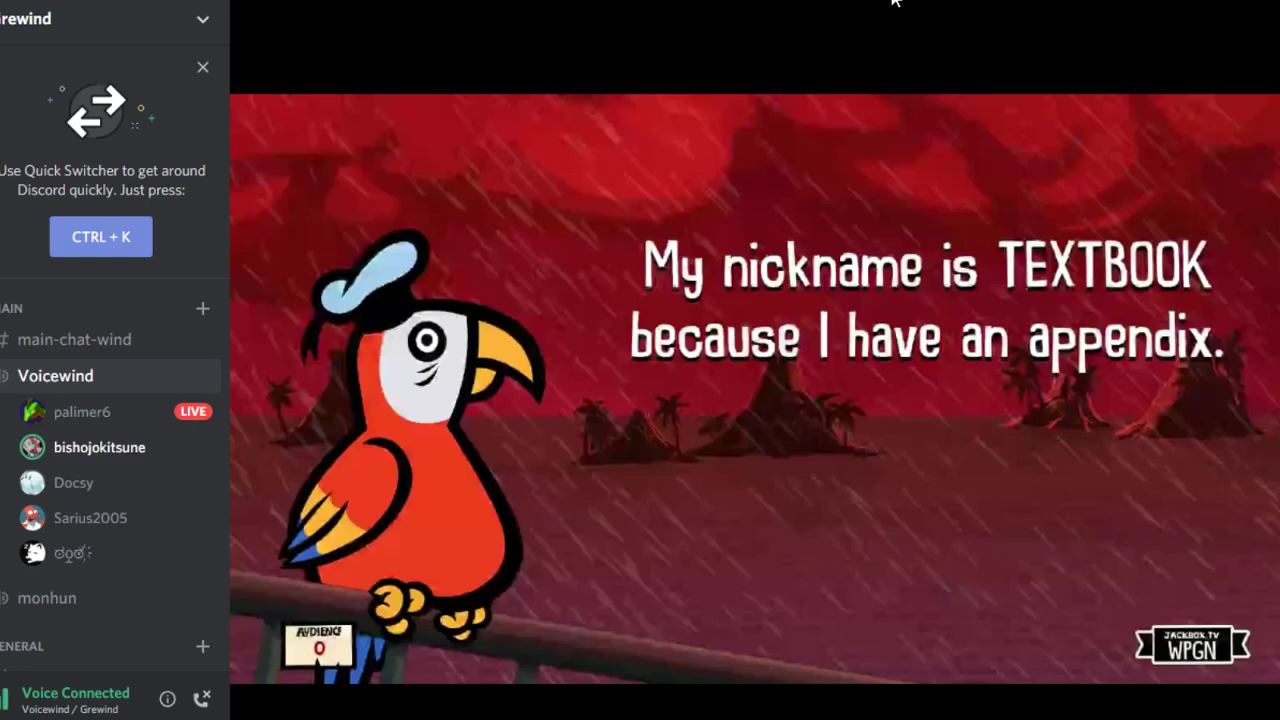 rewind
Use Quick Switcher to get around
Discord quickly. Just press:
CTRL + K
AIN
main-chat-wind
Voicewind
palimer6
LIVE
bishojokitsune
Docsy
Sarius2005
monhun
ENERAL
Voice Connected
Voicewind / Grewind
My nickname is TEXTBOOK
because I have an appendix.
AUDIENCE
0
JACKBOX.TV
WPGN